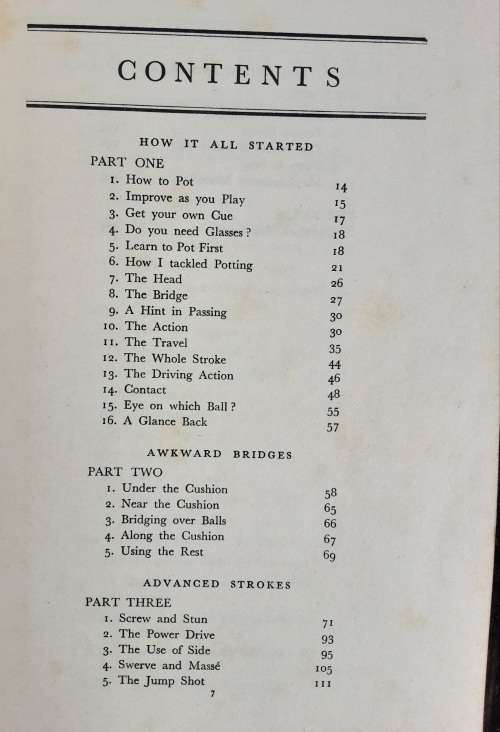 CONTENTS
HOW IT ALL STARTED
PART ONE
1. How to Pot 14
2. Improve as you Play 15
3. Get your own Cue 17
4. Do you need Glasses? 18
5. Learn to Pot First 18
6. How I tackled Potting 21
7. The Head 26
8. The Bridge 27
9. A Hint in Passing 30
10. The Action 30
11. The Travel 35
12. The Whole Stroke 44
13. The Driving Action 46
14. Contact 48
15. Eye on which Ball? 55
16. A Glance Back 57
AWKWARD BRIDGES
PART TWO
1. Under the Cushion 58
2. Near the Cushion 65
3. Bridging over Balls 66
4. Along the Cushion 67
5. Using the Rest 69
ADVANCED STROKES
PART THREE
1. Screw and Stun 71
2. The Power Drive 93
3. The Use of Side 95
4. Swerve and Massé 105
5. The Jump Shot 111
7